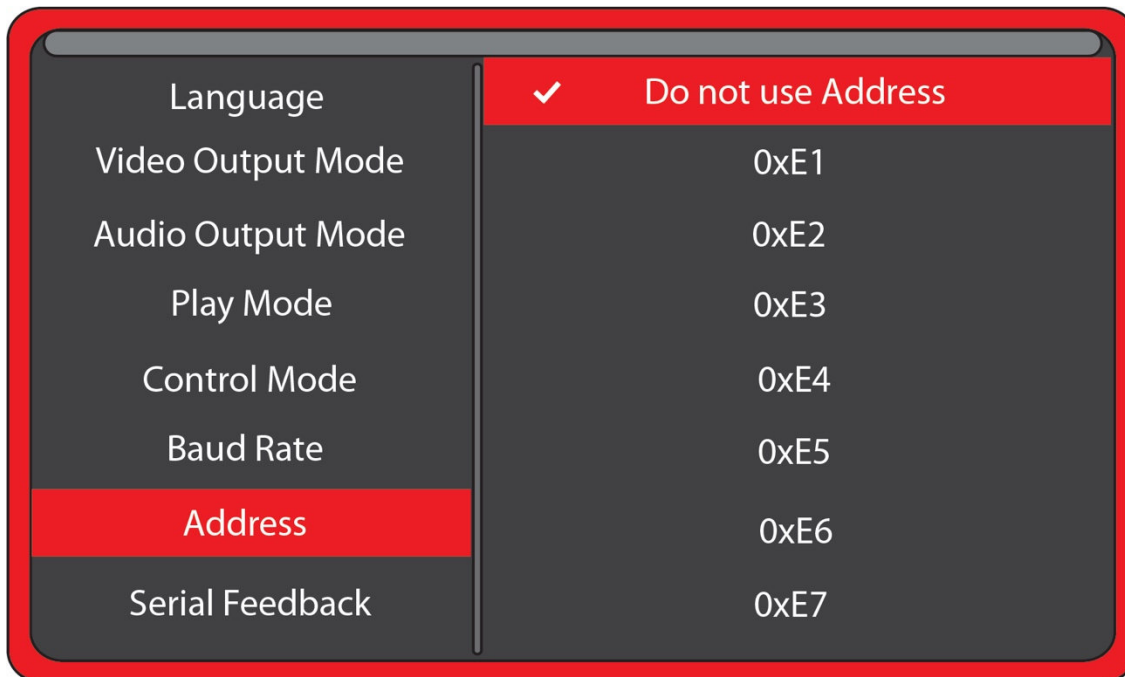 Language
Video Output Mode
Audio Output Mode
Play Mode
Control Mode
Baud Rate
Address
Serial Feedback
Do not use Address
0xE1
0xE2
0xE3
0xE4
0xE5
0xE6
0xE7